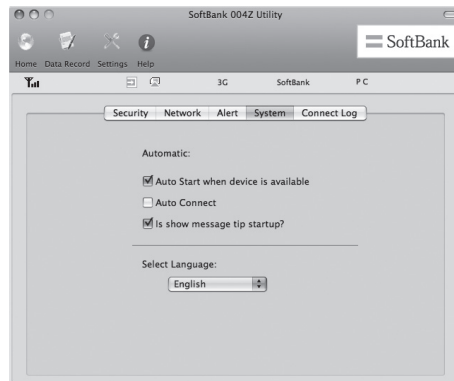 SoftBank 004Z Utility
SoftBank
Home Data Record Settings Help
3G SoftBank P C
Security Network Alert System Connect Log
Automatic:
Auto Start when device is available
Auto Connect
Is show message tip startup?
Select Language:
English